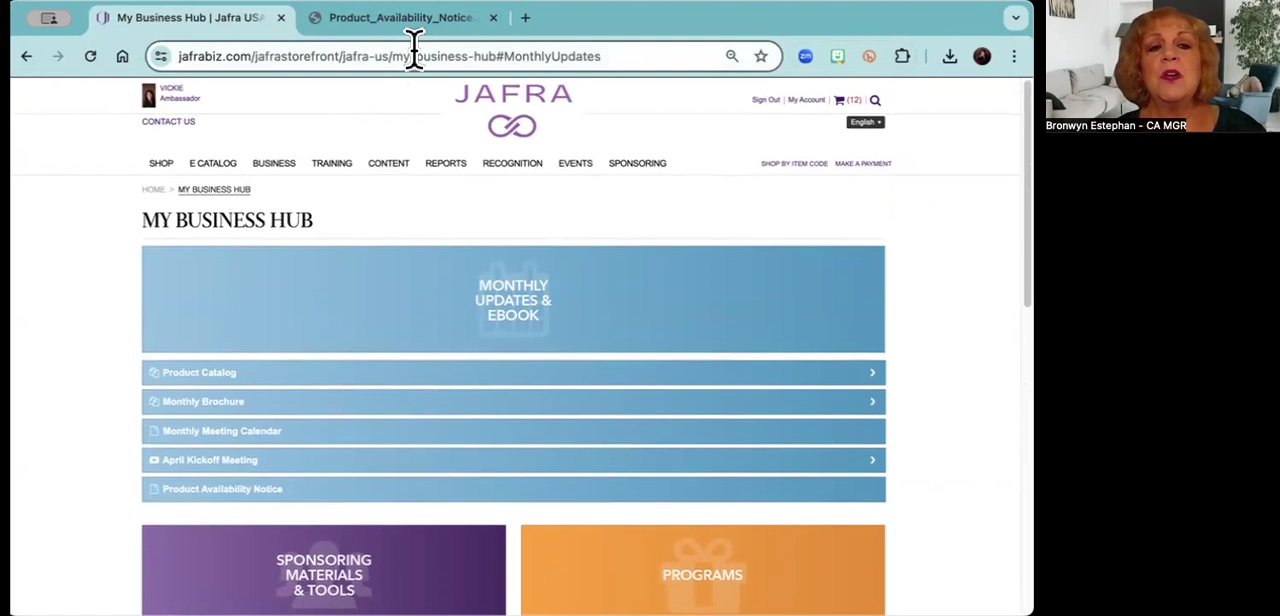 My Business Hub | Jafra USA
Product_Availability_Notice
jafrabiz.com/jafrastorefront/jafra-us/my-business-hub#MonthlyUpdates
zm
VICKIE
Ambassador
CONTACT US
JAFRA
Sign Out | My Account | (12)
English
SHOP E CATALOG BUSINESS TRAINING CONTENT REPORTS RECOGNITION EVENTS SPONSORING
SHOP BY ITEM CODE MAKE A PAYMENT
HOME > MY BUSINESS HUB
MY BUSINESS HUB
MONTHLY
UPDATES &
EBOOK
Product Catalog
Monthly Brochure
Monthly Meeting Calendar
April Kickoff Meeting
Product Availability Notice
SPONSORING
MATERIALS
& TOOLS
PROGRAMS
Bronwyn Estephan - CA MGR